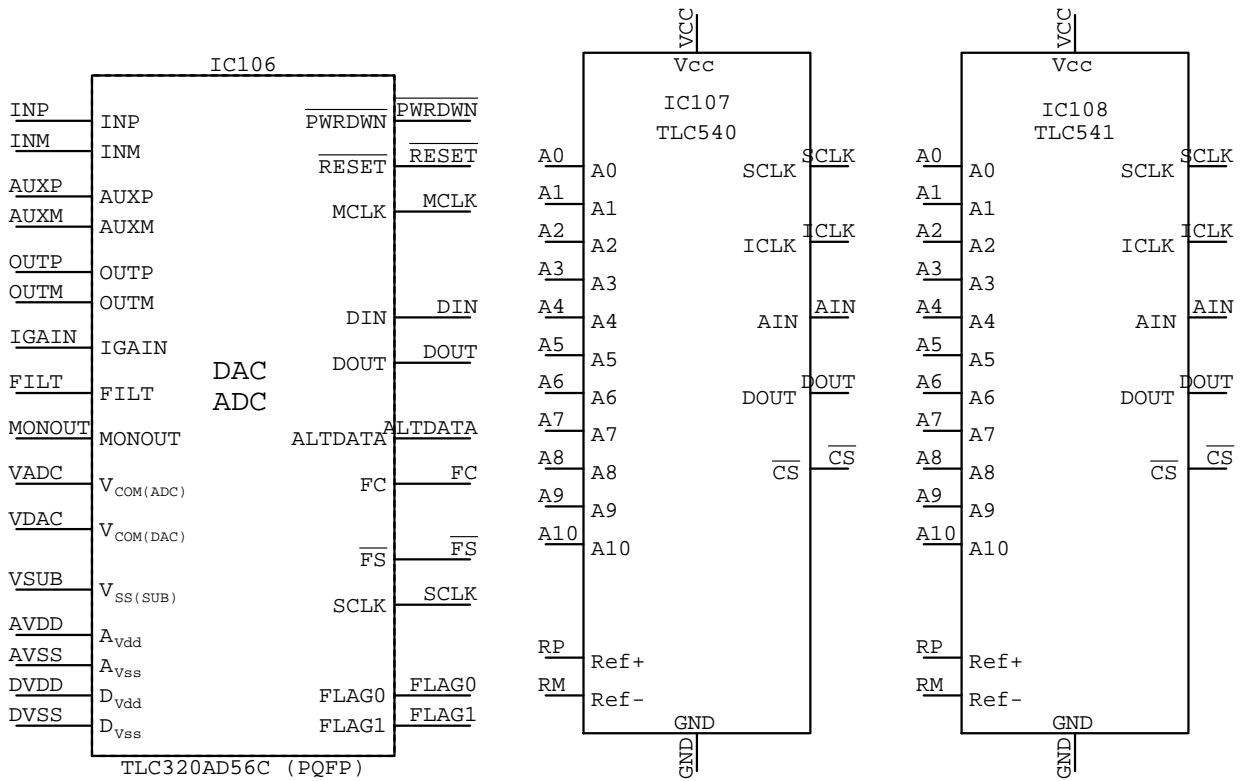 IC106
INP INP PWRDWN PWRDWN
INM INM RESET RESET
AUXP AUXP MCLK MCLK
AUXM AUXM
OUTP OUTP
OUTM OUTM DIN DIN
IGAIN IGAIN DOUT DOUT
DAC
FILT FILT ADC
MONOUT MONOUT ALTDATA ALTDATA
VADC VCOM(ADC) FC FC
VDAC VCOM(DAC) FS FS
VSUB VSS(SUB) SCLK SCLK
AVDD AVdd
AVSS AVss
DVDD DVdd FLAG0 FLAG0
DVSS DVss FLAG1 FLAG1
TLC320AD56C (PQFP)
VCC
Vcc
IC107
TLC540
A0 A0 SCLK SCLK
A1 A1
A2 A2 ICLK ICLK
A3 A3
A4 A4 AIN AIN
A5 A5
A6 A6 DOUT DOUT
A7 A7
A8 A8 CS CS
A9 A9
A10 A10
RP Ref+
RM Ref-
GND
GND
VCC
Vcc
IC108
TLC541
A0 A0 SCLK SCLK
A1 A1
A2 A2 ICLK ICLK
A3 A3
A4 A4 AIN AIN
A5 A5
A6 A6 DOUT DOUT
A7 A7
A8 A8 CS CS
A9 A9
A10 A10
RP Ref+
RM Ref-
GND
GND